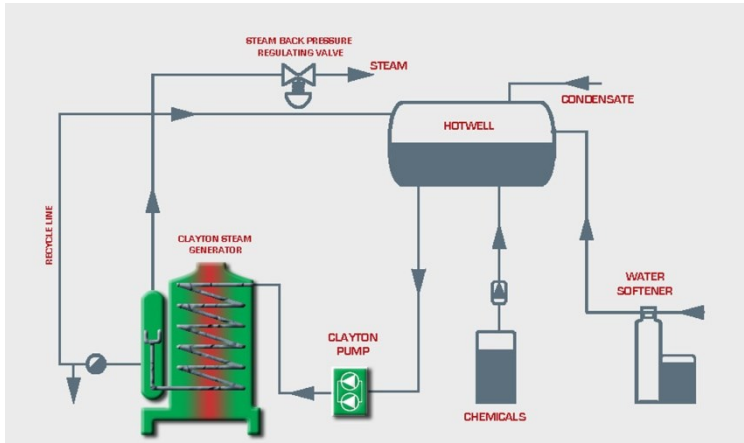 STEAM BACK PRESSURE
REGULATING VALVE
STEAM
CONDENSATE
HOTWELL
RECYCLE LINE
CLAYTON STEAM
GENERATOR
WATER
SOFTENER
CLAYTON
PUMP
CHEMICALS